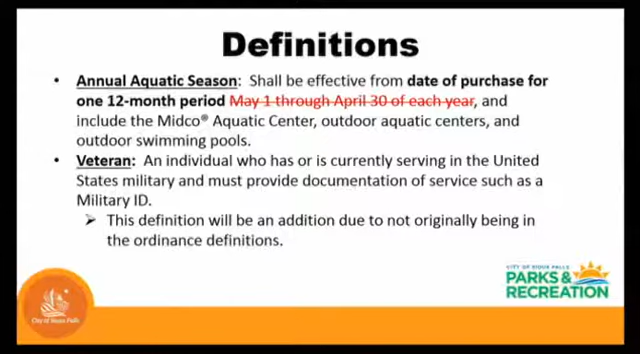 Definitions
• Annual Aquatic Season: Shall be effective from date of purchase for
one 12-month period May 1 through April 30 of each year, and
include the Midco® Aquatic Center, outdoor aquatic centers, and
outdoor swimming pools.
• Veteran: An individual who has or is currently serving in the United
States military and must provide documentation of service such as a
Military ID.
➢ This definition will be an addition due to not originally being in
the ordinance definitions.
City of Sioux Falls
CITY OF SIOUX FALLS
PARKS &
RECREATION